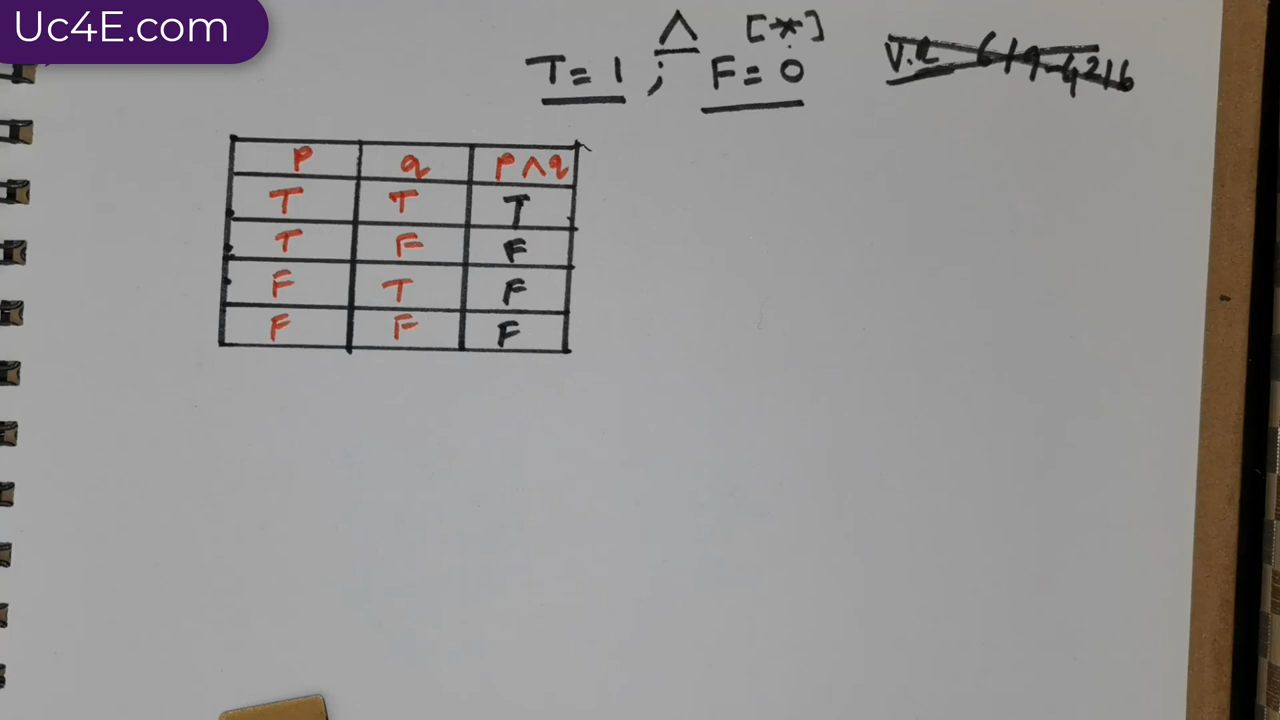 Uc4E.com
∧ [*]
T = 1 ; F = 0
P q P∧q
T T T
T F F
F T F
F F F